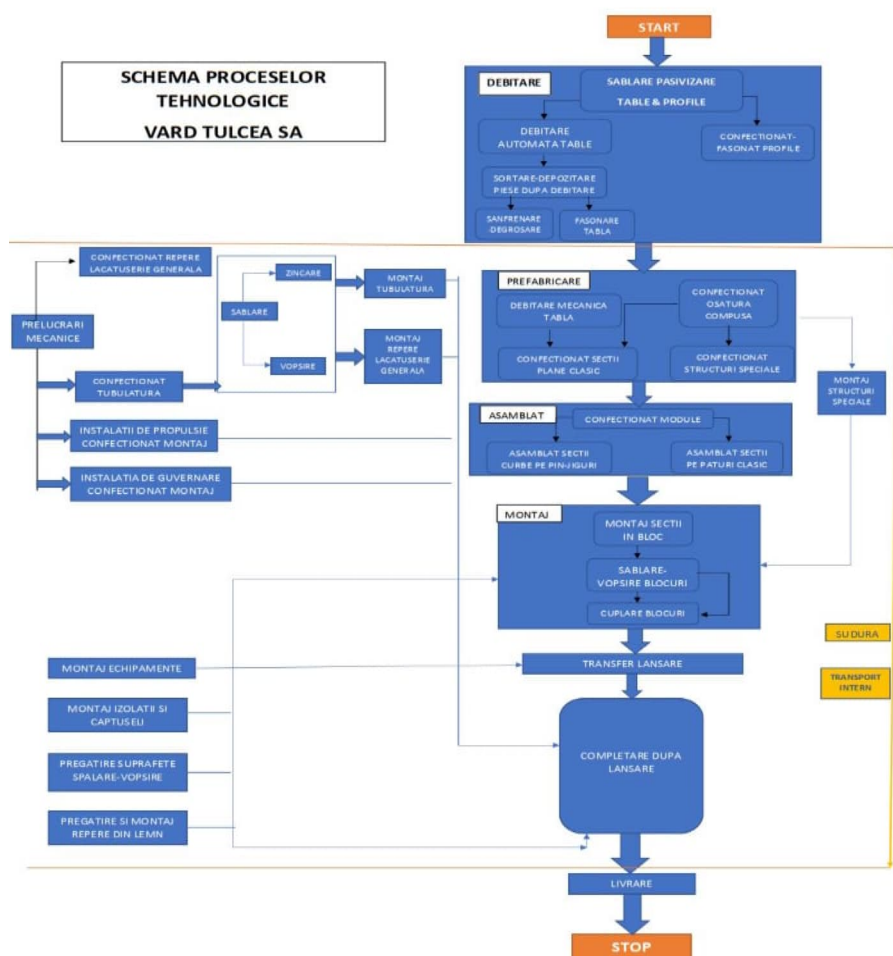 START
SCHEMA PROCESELOR
TEHNOLOGICE
VARD TULCEA SA
DEBITARE
SABLARE PASIVIZARE
TABLE & PROFILE
DEBITARE
AUTOMATA TABLE
CONFECTIONAT-
FASONAT PROFILE
SORTARE-DEPOZITARE
PIESE DUPA DEBITARE
SANFRENARE
-DEGROSARE
FASONARE
TABLA
CONFECTIONAT REPERE
LACATUSERIE GENERALA
ZINCARE
SABLARE
VOPSIRE
MONTAJ
TUBULATURA
PRELUCRARI
MECANICE
MONTAJ
REPERE
LACATUSERIE
GENERALA
CONFECTIONAT
TUBULATURA
INSTALATII DE PROPULSIE
CONFECTIONAT MONTAJ
INSTALATIA DE GUVERNARE
CONFECTIONAT MONTAJ
PREFABRICARE
DEBITARE MECANICA
TABLA
CONFECTIONAT
OSATURA
COMPUSA
CONFECTIONAT SECTII
PLANE CLASIC
CONFECTIONAT
STRUCTURI SPECIALE
MONTAJ
STRUCTURI
SPECIALE
ASAMBLAT
CONFECTIONAT MODULE
ASAMBLAT SECTII
CURBE PE PIN-JIGURI
ASAMBLAT SECTII
PE PATURI CLASIC
MONTAJ
MONTAJ SECTII
IN BLOC
SABLARE-
VOPSIRE BLOCURI
CUPLARE BLOCURI
SUDURA
TRANSPORT
INTERN
MONTAJ ECHIPAMENTE
TRANSFER LANSARE
MONTAJ IZOLATII SI
CAPTUSELI
PREGATIRE SUPRAFETE
SPALARE-VOPSIRE
PREGATIRE SI MONTAJ
REPERE DIN LEMN
COMPLETARE DUPA
LANSARE
LIVRARE
STOP